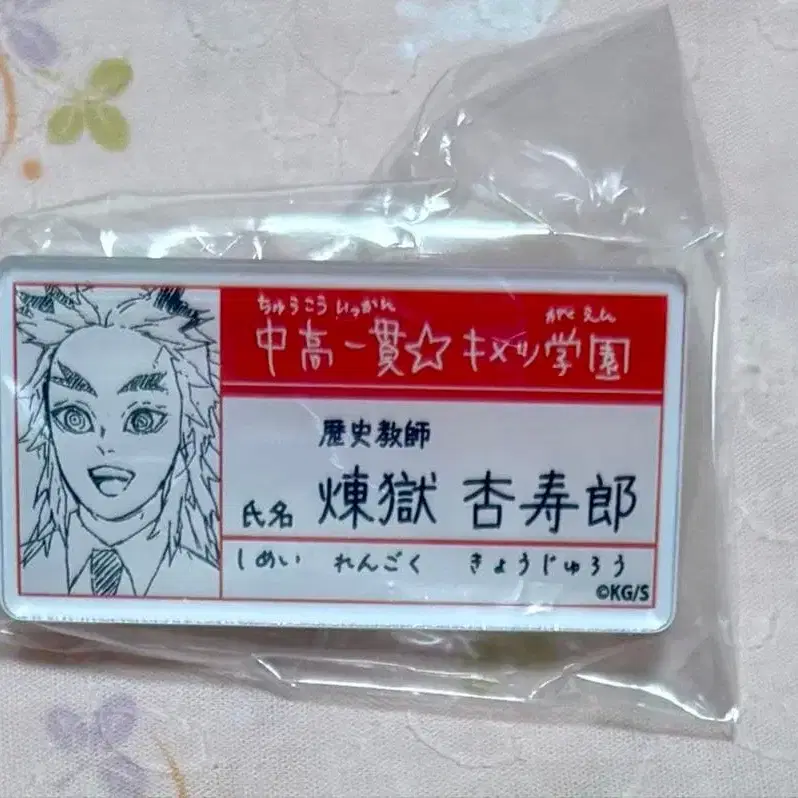 ちゅうこういっかん がくえん
中高一貫☆キメツ学園
歴史教師
氏名 煉獄 杏寿郎
しめい れんごく きょうじゅろう
©KG/S